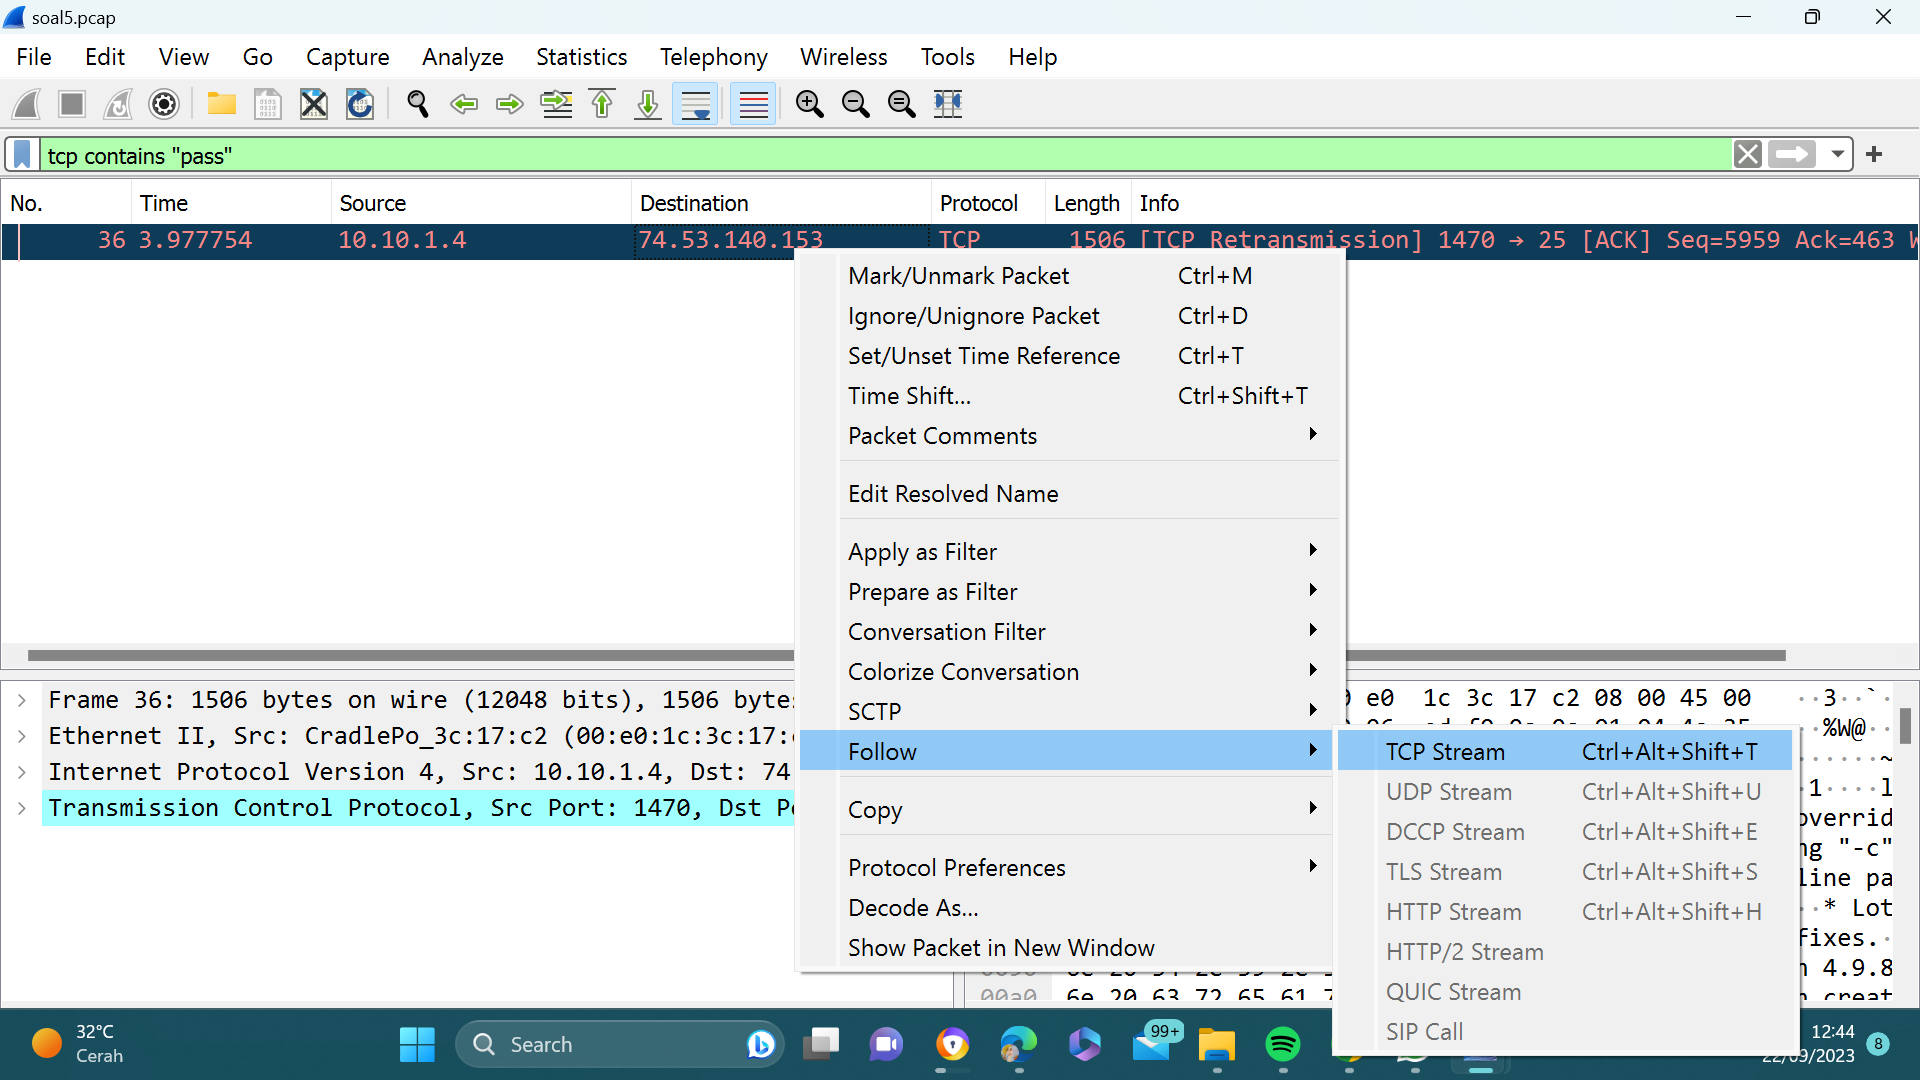 soal5.pcap
File Edit View Go Capture Analyze Statistics Telephony Wireless Tools Help
tcp contains "pass"
No. Time Source Destination Protocol Length Info
36 3.977754 10.10.1.4 74.53.140.153 TCP 1506 [TCP Retransmission] 1470 → 25 [ACK] Seq=5959 Ack=463 W
Mark/Unmark Packet Ctrl+M
Ignore/Unignore Packet Ctrl+D
Set/Unset Time Reference Ctrl+T
Time Shift... Ctrl+Shift+T
Packet Comments
Edit Resolved Name
Apply as Filter
Prepare as Filter
Conversation Filter
Colorize Conversation
SCTP
Follow
Copy
Protocol Preferences
Decode As...
Show Packet in New Window
TCP Stream Ctrl+Alt+Shift+T
UDP Stream Ctrl+Alt+Shift+U
DCCP Stream Ctrl+Alt+Shift+E
TLS Stream Ctrl+Alt+Shift+S
HTTP Stream Ctrl+Alt+Shift+H
HTTP/2 Stream
QUIC Stream
SIP Call
Frame 36: 1506 bytes on wire (12048 bits), 1506 byte
Ethernet II, Src: CradlePo_3c:17:c2 (00:e0:1c:3c:17:
Internet Protocol Version 4, Src: 10.10.1.4, Dst: 74
Transmission Control Protocol, Src Port: 1470, Dst P
e0 1c 3c 17 c2 08 00 45 00 ··3··`·
·%W@··
·····~
·1····l
overrid
ng "-c"
line pa
··* Lot
fixes.·
n 4.9.8
n creat
00a0 6e 20 63 72 65 61 7
32°C
Cerah
Search
99+
12:44
22/09/2023
8